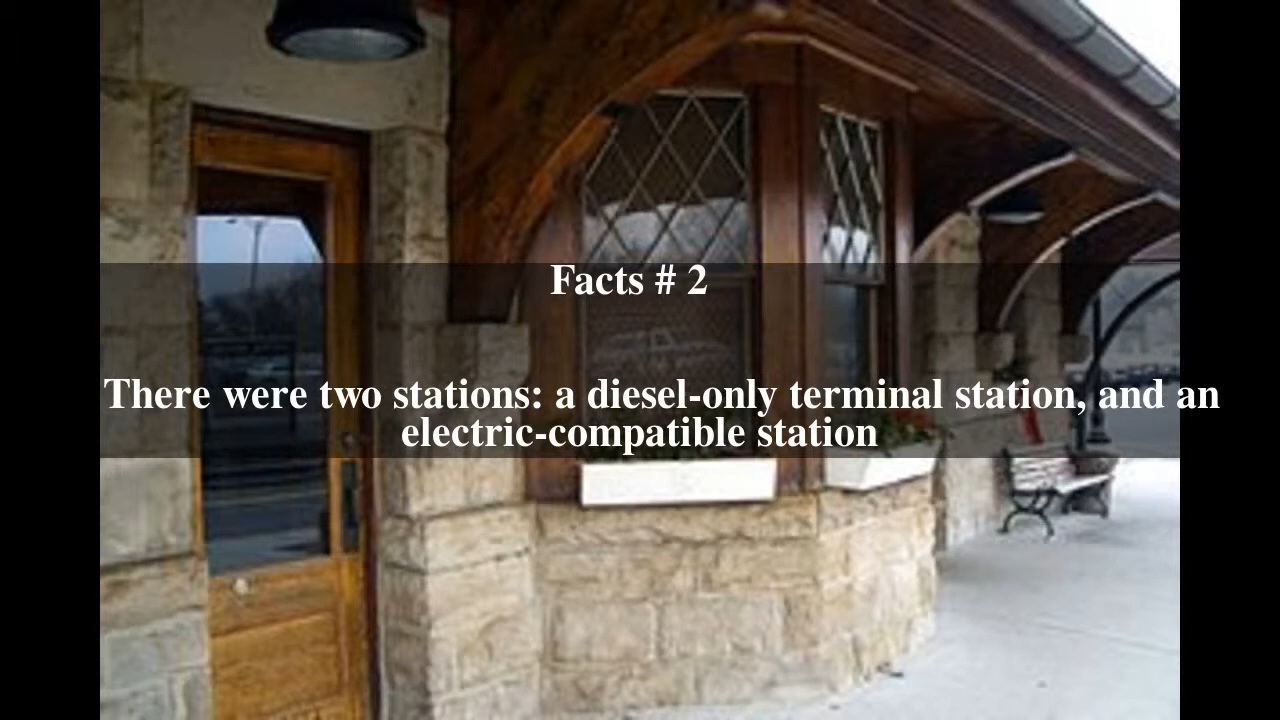 Facts # 2
There were two stations: a diesel-only terminal station, and an
electric-compatible station